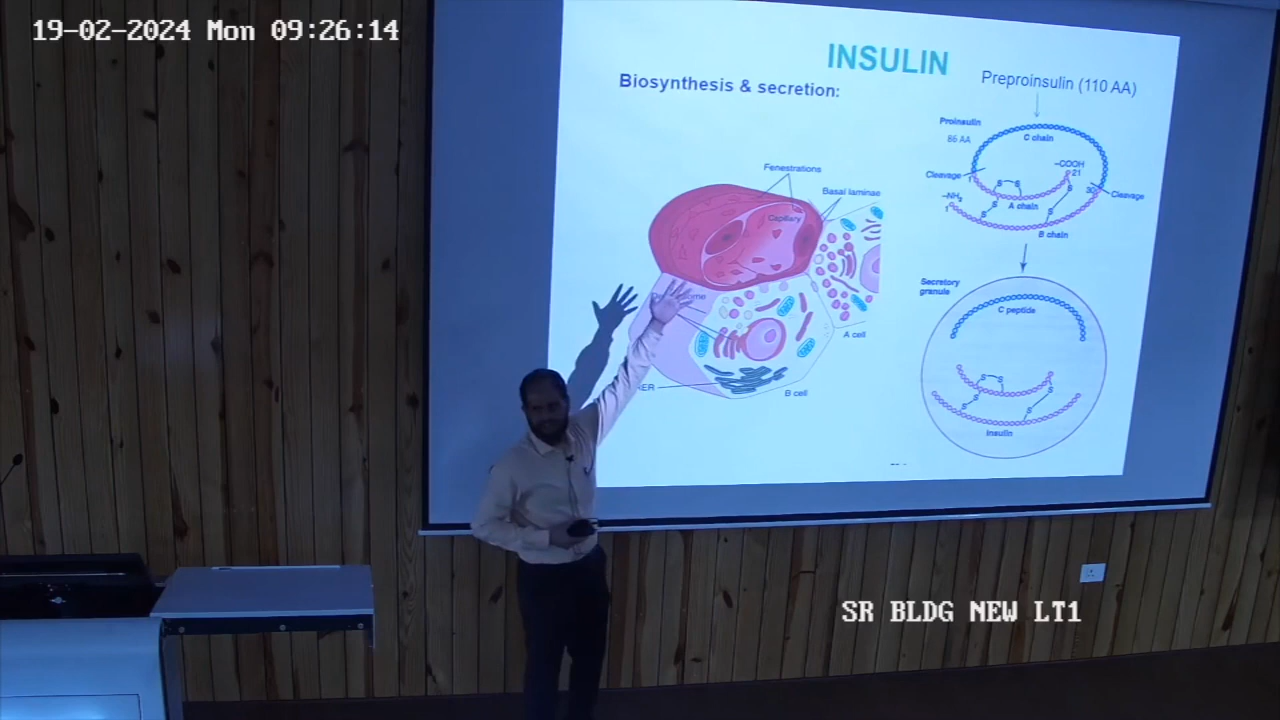 19-02-2024 Mon 09:26:14
INSULIN
Biosynthesis & secretion:
Preproinsulin (110 AA)
Proinsulin
86 AA
C chain
-COOH
21
Cleavage
1
S S
30
Cleavage
-NH2
1
A chain
S
S
S
S
B chain
Fenestrations
Basal laminae
Capillary
A cell
B cell
Secretory
granule
C peptide
S S
S
S
S
S
Insulin
SR BLDG NEW LT1